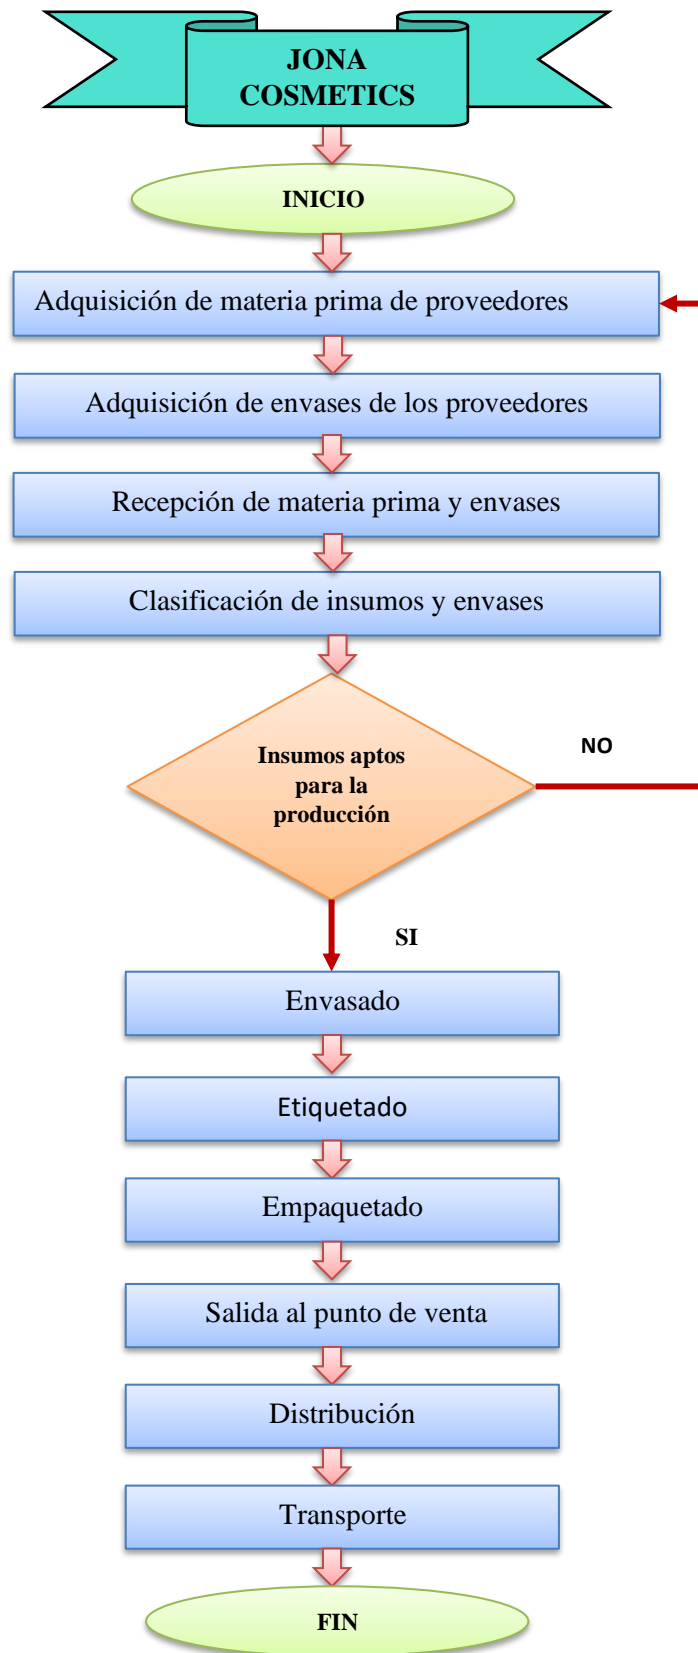 JONA
COSMETICS
INICIO
Adquisición de materia prima de proveedores
Adquisición de envases de los proveedores
Recepción de materia prima y envases
Clasificación de insumos y envases
Insumos aptos
para la
producción
NO
SI
Envasado
Etiquetado
Empaquetado
Salida al punto de venta
Distribución
Transporte
FIN